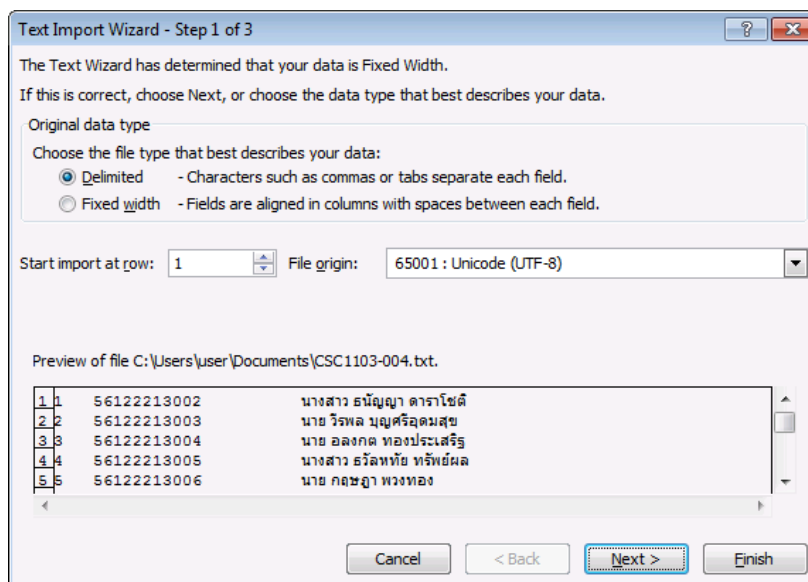 Text Import Wizard - Step 1 of 3
The Text Wizard has determined that your data is Fixed Width.
If this is correct, choose Next, or choose the data type that best describes your data.
Original data type
Choose the file type that best describes your data:
Delimited - Characters such as commas or tabs separate each field.
Fixed width - Fields are aligned in columns with spaces between each field.
Start import at row: 1 File origin: 65001 : Unicode (UTF-8)
Preview of file C:\Users\user\Documents\CSC1103-004.txt.
1 1 56122213002 นางสาว ธนัญญา ดาราโชติ
2 2 56122213003 นาย วีรพล บุญศรีอุดมสุข
3 3 56122213004 นาย อลงกต ทองประเสริฐ
4 4 56122213005 นางสาว ธวัลหทัย ทรัพย์ผล
5 5 56122213006 นาย กฤษฎา พวงทอง
Cancel < Back Next > Finish